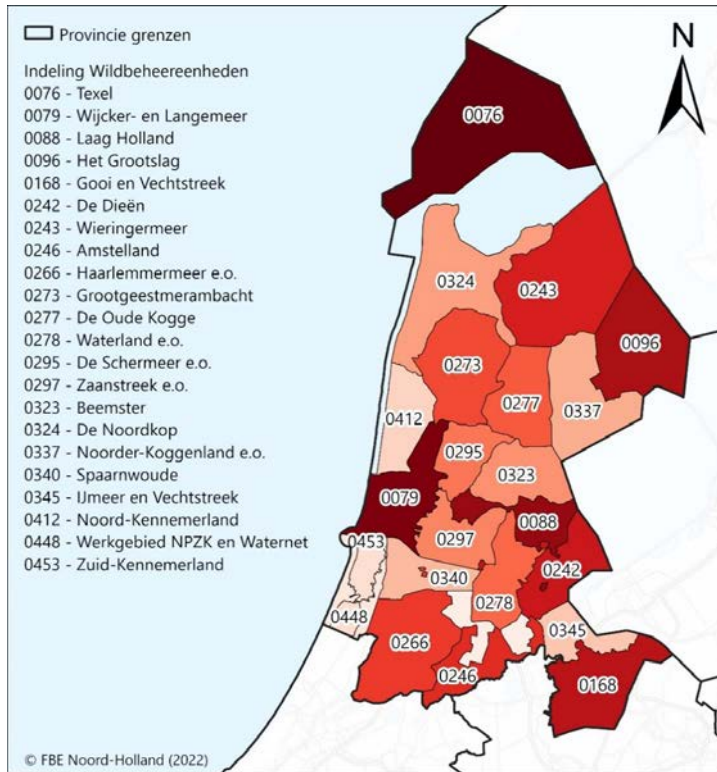 Provincie grenzen
Indeling Wildbeheereenheden
0076 - Texel
0079 - Wijcker- en Langemeer
0088 - Laag Holland
0096 - Het Grootslag
0168 - Gooi en Vechtstreek
0242 - De Dieën
0243 - Wieringermeer
0246 - Amstelland
0266 - Haarlemmermeer e.o.
0273 - Grootgeestmerambacht
0277 - De Oude Kogge
0278 - Waterland e.o.
0295 - De Schermeer e.o.
0297 - Zaanstreek e.o.
0323 - Beemster
0324 - De Noordkop
0337 - Noorder-Koggenland e.o.
0340 - Spaarnwoude
0345 - IJmeer en Vechtstreek
0412 - Noord-Kennemerland
0448 - Werkgebied NPZK en Waternet
0453 - Zuid-Kennemerland
N
0076
0324
0243
0096
0273
0277
0337
0412
0295
0323
0079
0088
0297
0453
0242
0340
0278
0448
0345
0266
0246
0168
© FBE Noord-Holland (2022)